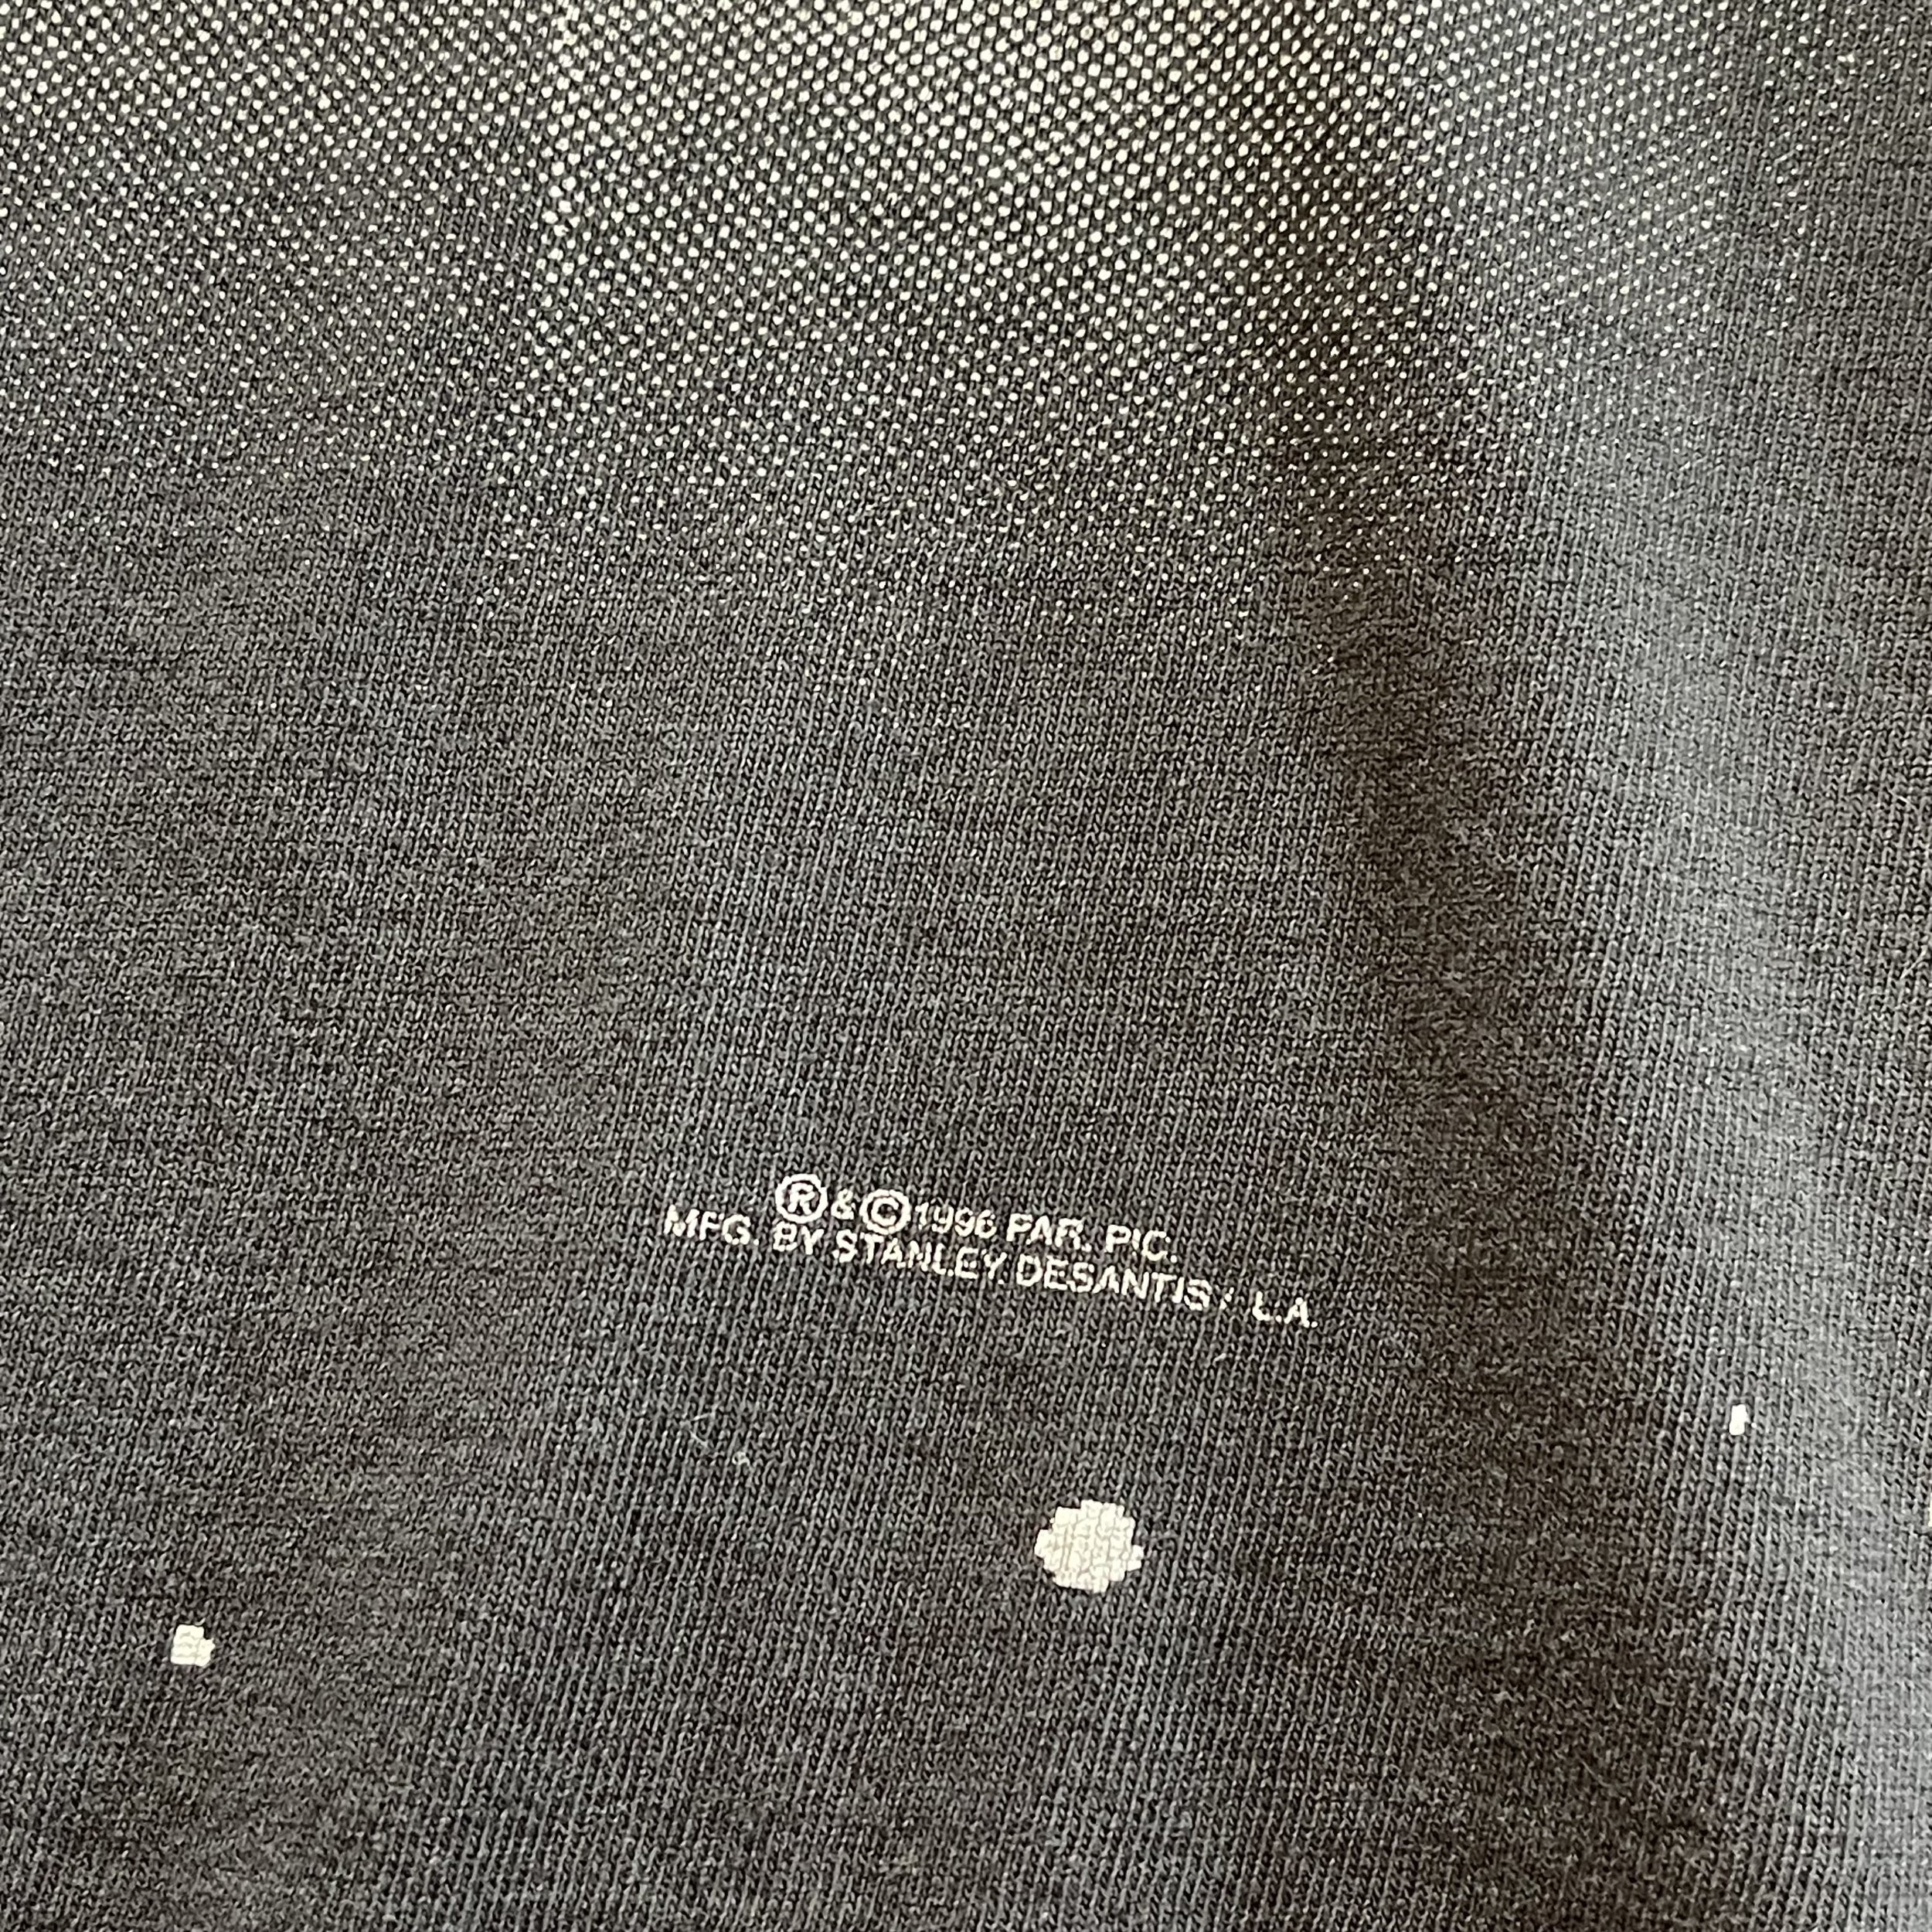 ®&©1996 PAR. PIC.
MFG. BY STANLEY DESANTIS / L.A.